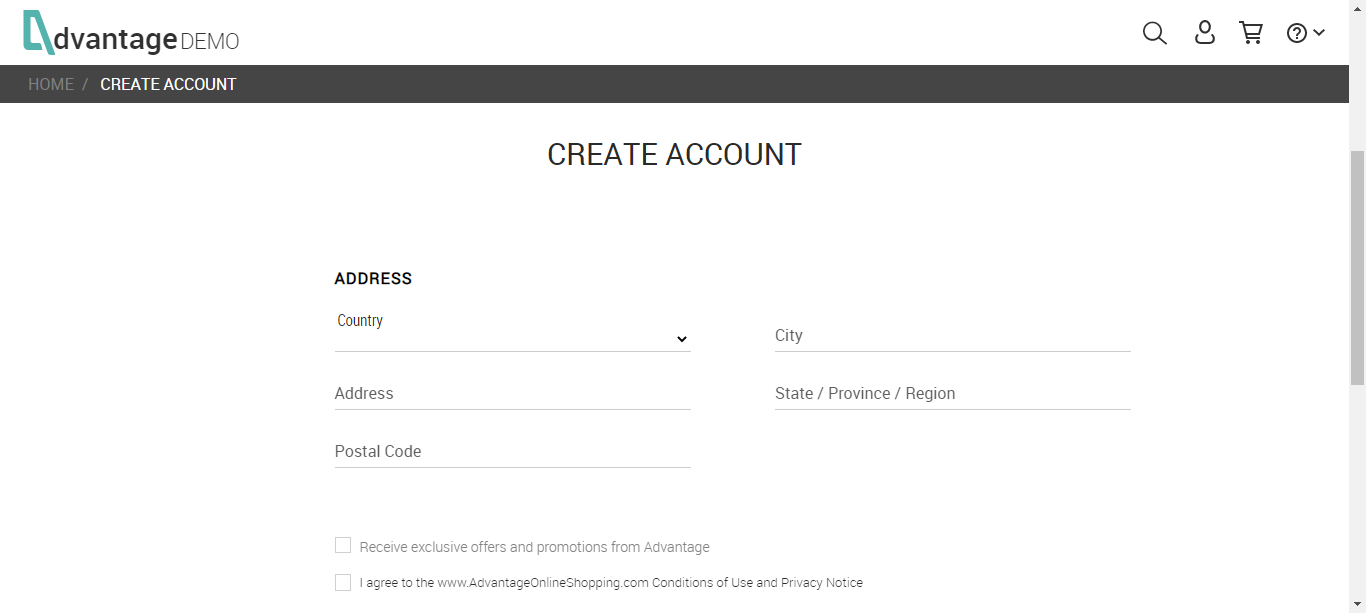 dvantage DEMO
HOME / CREATE ACCOUNT
CREATE ACCOUNT
ADDRESS
Country
City
Address
State / Province / Region
Postal Code
Receive exclusive offers and promotions from Advantage
I agree to the www.AdvantageOnlineShopping.com Conditions of Use and Privacy Notice